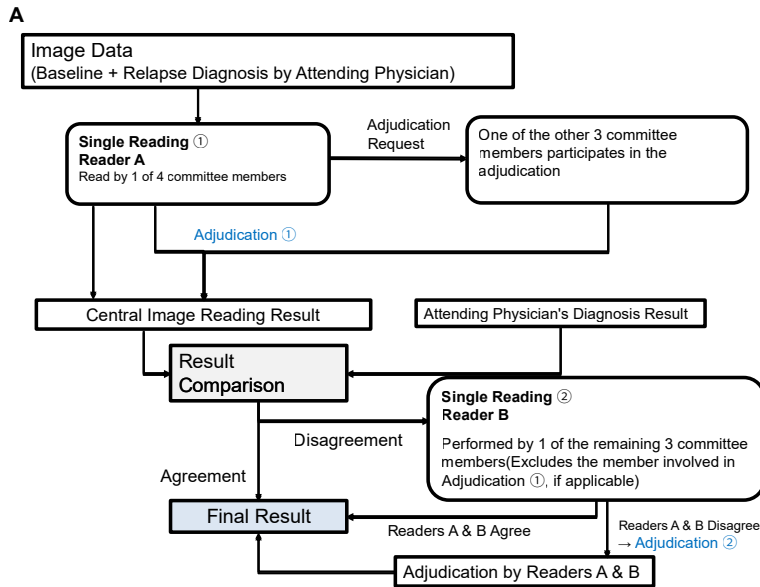 A
Image Data
(Baseline + Relapse Diagnosis by Attending Physician)
Single Reading ①
Reader A
Read by 1 of 4 committee members
Adjudication
Request
One of the other 3 committee
members participates in the
adjudication
Adjudication ①
Central Image Reading Result
Attending Physician's Diagnosis Result
Result
Comparison
Single Reading ②
Reader B
Performed by 1 of the remaining 3 committee
members(Excludes the member involved in
Adjudication ①, if applicable)
Disagreement
Agreement
Final Result
Readers A & B Agree
Readers A & B Disagree
→ Adjudication ②
Adjudication by Readers A & B